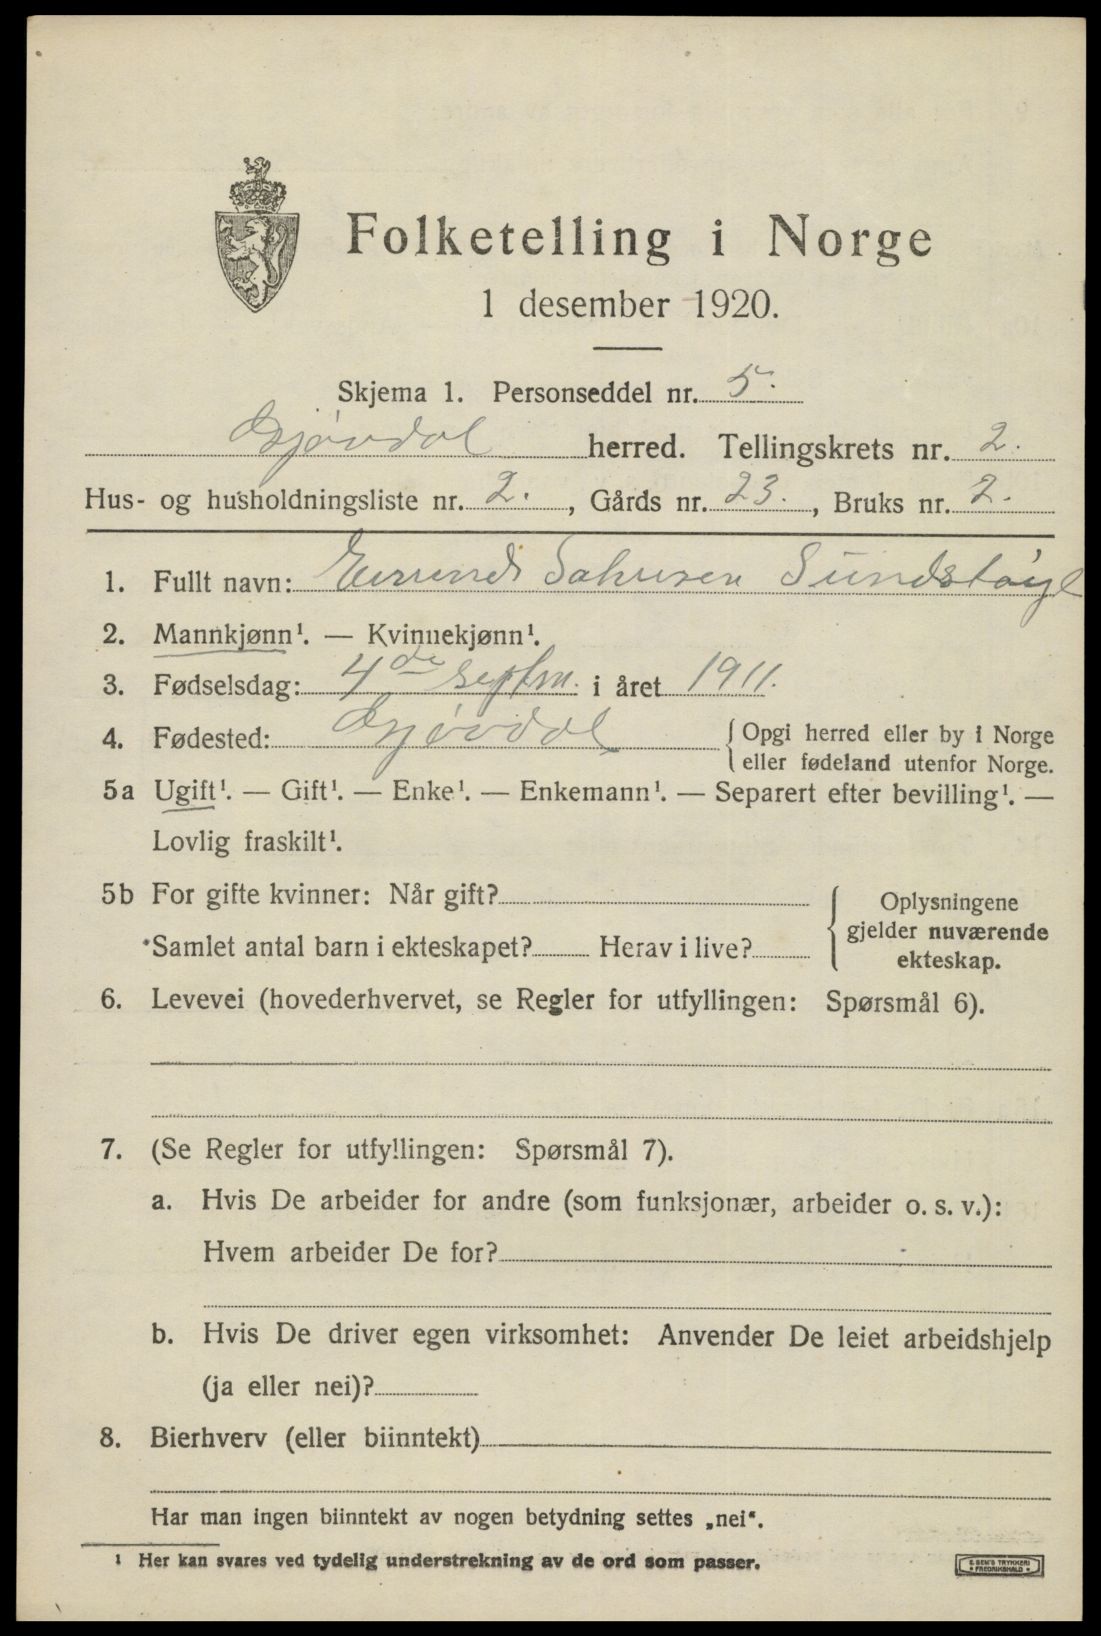 Folketelling i Norge
1 desember 1920.
Skjema 1. Personseddel nr. 5.
Gjøvdal herred. Tellingskrets nr. 2.
Hus- og husholdningsliste nr. 2. , Gårds nr. 23. , Bruks nr. 2.
1. Fullt navn: Sundstøyl
2. Mannkjønn¹. — Kvinnekjønn¹.
3. Fødselsdag: 4de septm. i året 1911.
4. Fødested: Gjøvdal { Opgi herred eller by i Norge
eller fødeland utenfor Norge.
5a Ugift¹. — Gift¹. — Enke¹. — Enkemann¹. — Separert efter bevilling¹. —
Lovlig fraskilt¹.
5b For gifte kvinner: Når gift? { Oplysningene
gjelder nuværende
Samlet antal barn i ekteskapet? Herav i live?
ekteskap.
6. Levevei (hovederhvervet, se Regler for utfyllingen: Spørsmål 6).
7. (Se Regler for utfyllingen: Spørsmål 7).
a. Hvis De arbeider for andre (som funksjonær, arbeider o. s. v.):
Hvem arbeider De for?
b. Hvis De driver egen virksomhet: Anvender De leiet arbeidshjelp
(ja eller nei)?
8. Bierhverv (eller biinntekt)
Har man ingen biinntekt av nogen betydning settes „nei“.
¹ Her kan svares ved tydelig understrekning av de ord som passer.
E. SEM'S TRYKKERI
FREDRIKSHALD